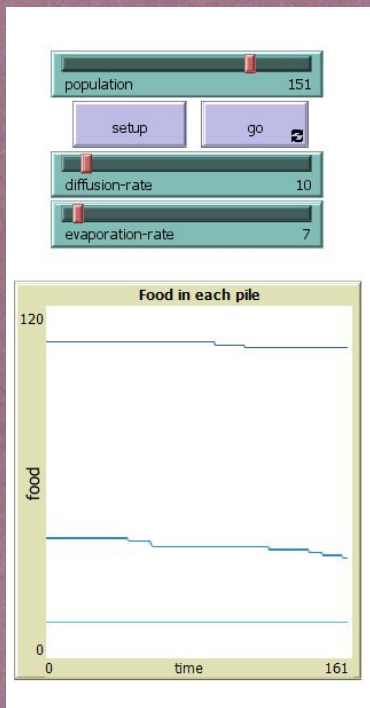 population 151
setup go
diffusion-rate 10
evaporation-rate 7
Food in each pile
120
food
0
0 time 161